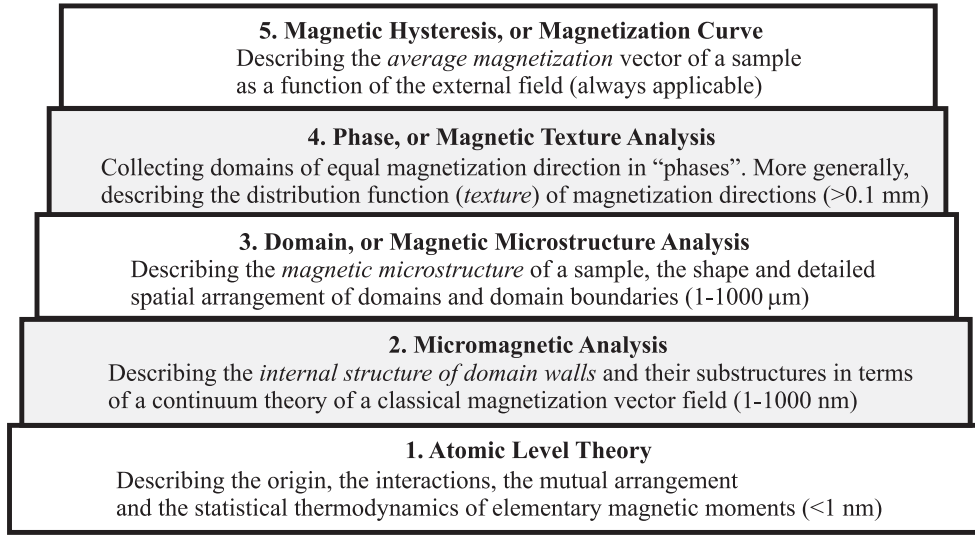 5. Magnetic Hysteresis, or Magnetization Curve
Describing the average magnetization vector of a sample
as a function of the external field (always applicable)
4. Phase, or Magnetic Texture Analysis
Collecting domains of equal magnetization direction in “phases”. More generally,
describing the distribution function (texture) of magnetization directions (>0.1 mm)
3. Domain, or Magnetic Microstructure Analysis
Describing the magnetic microstructure of a sample, the shape and detailed
spatial arrangement of domains and domain boundaries (1-1000 μm)
2. Micromagnetic Analysis
Describing the internal structure of domain walls and their substructures in terms
of a continuum theory of a classical magnetization vector field (1-1000 nm)
1. Atomic Level Theory
Describing the origin, the interactions, the mutual arrangement
and the statistical thermodynamics of elementary magnetic moments (<1 nm)